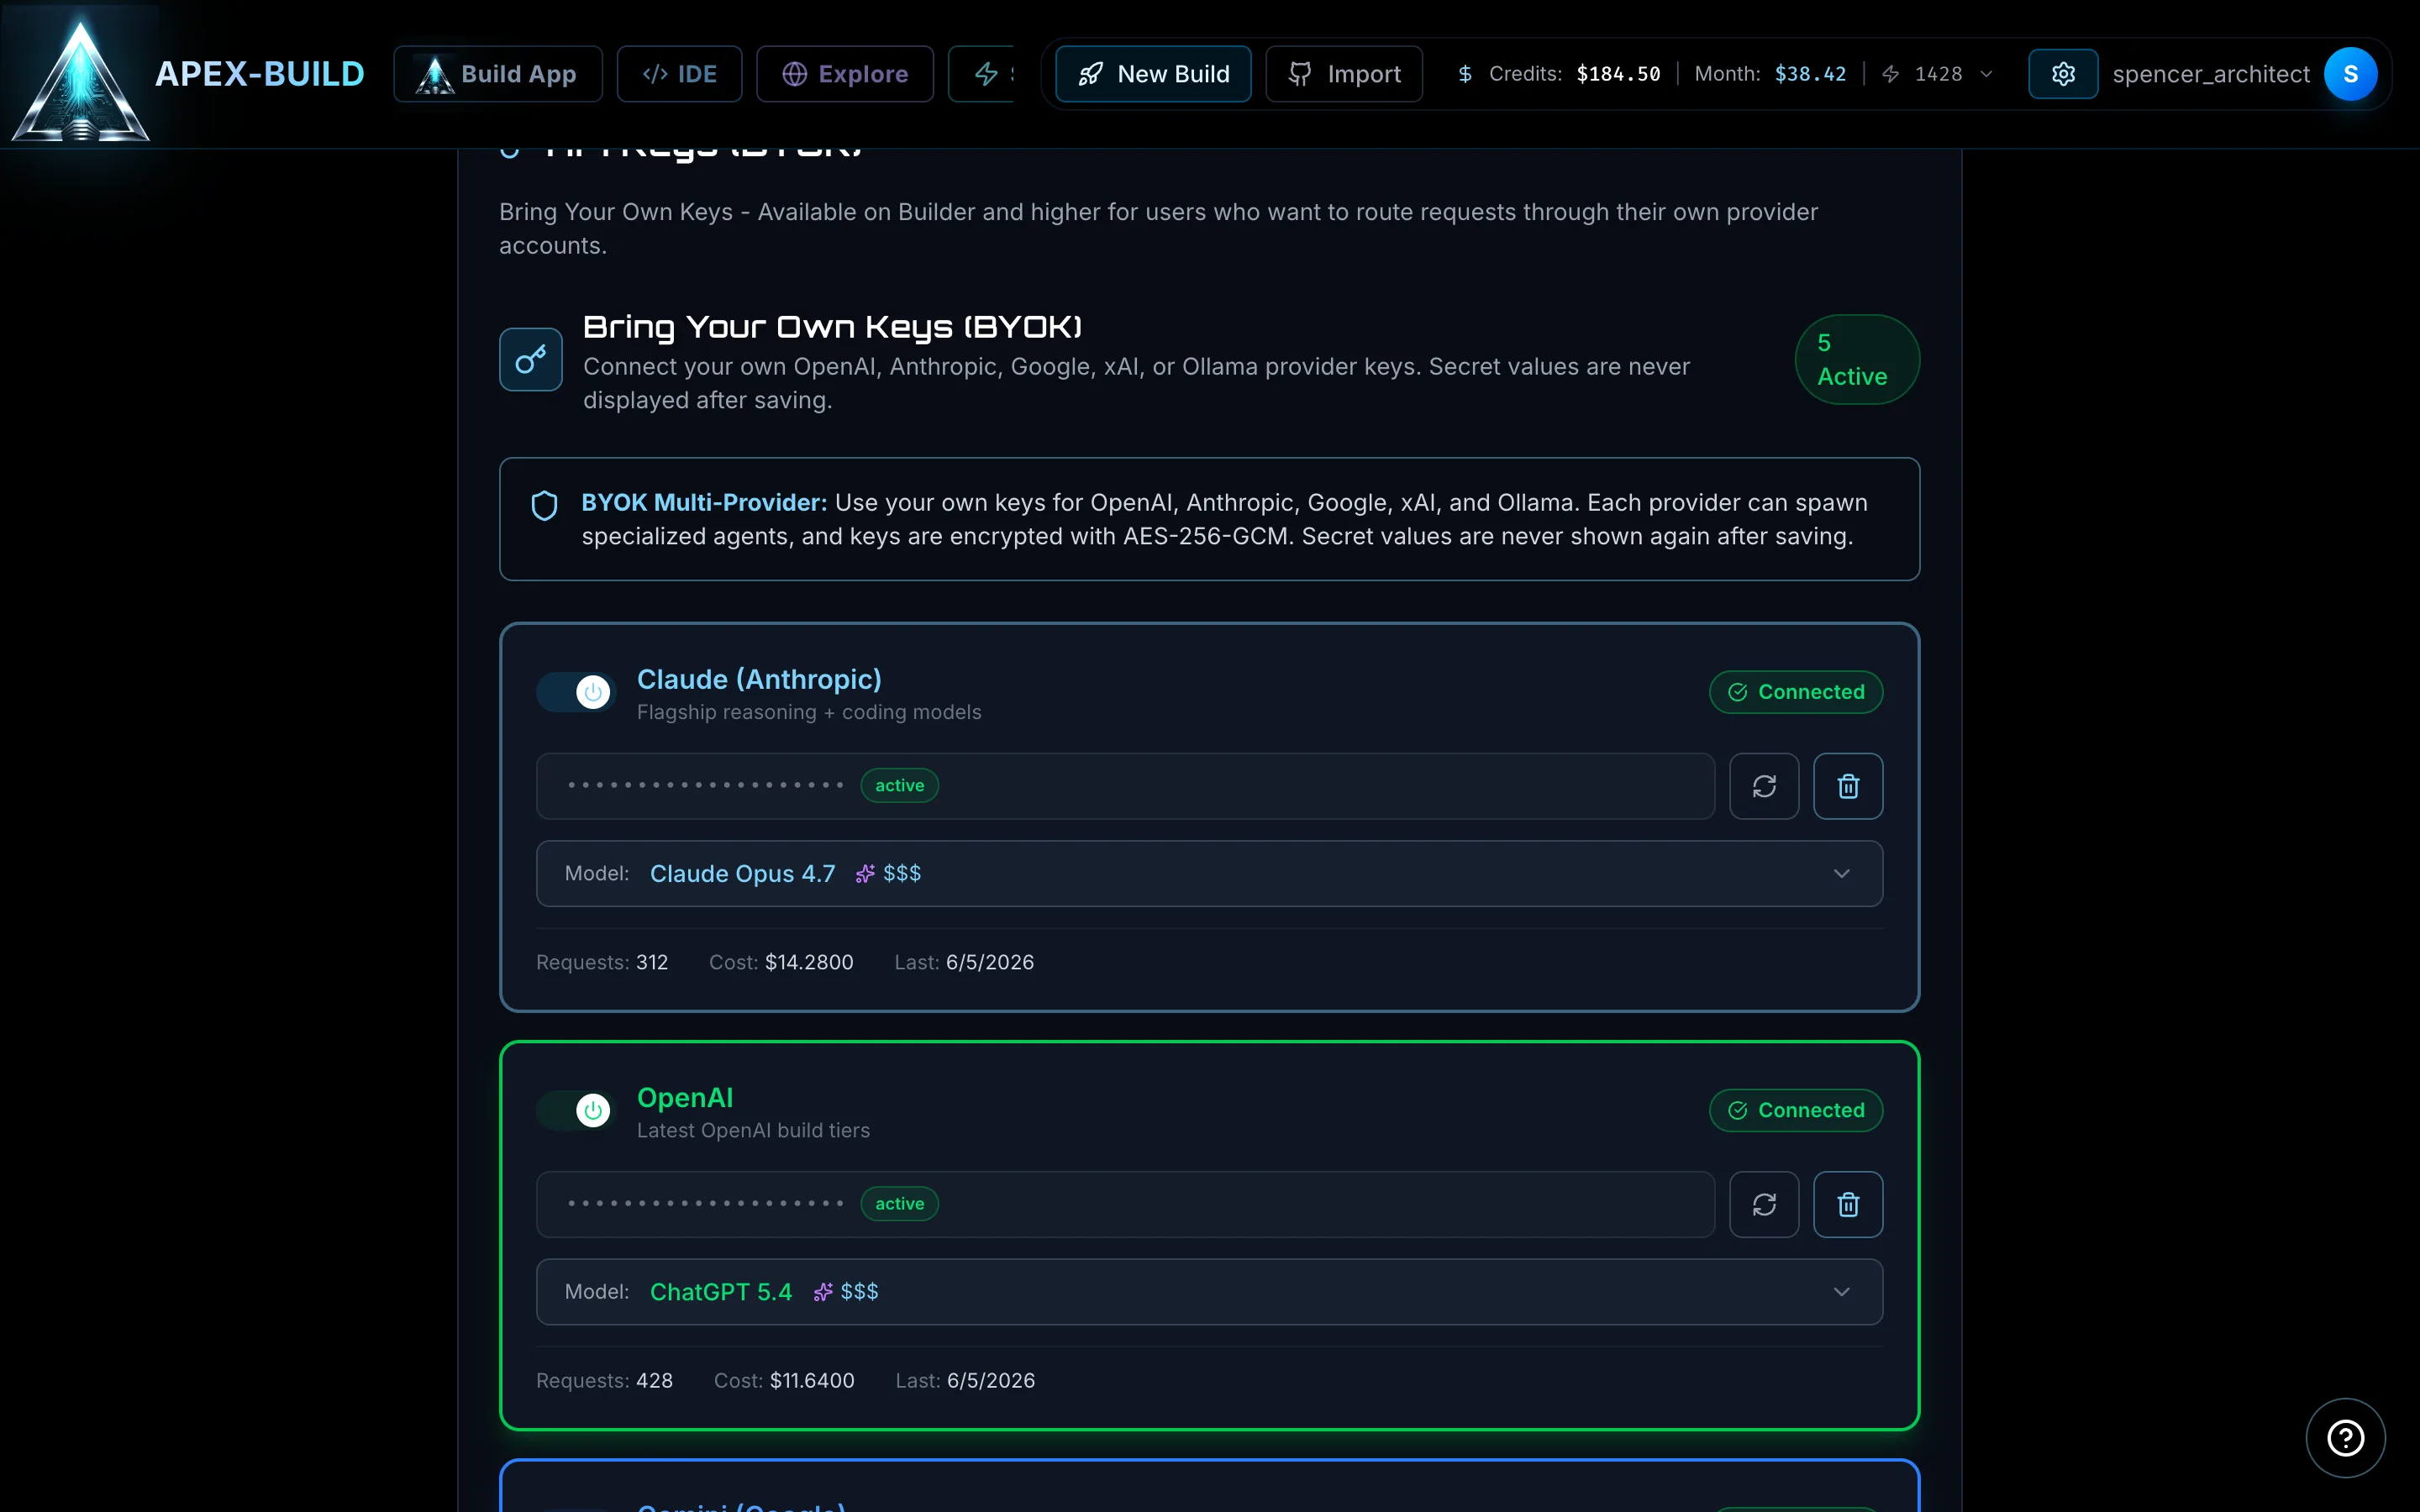 APEX-BUILD
Build App
</> IDE
Explore
New Build
Import
$ Credits: $184.50
Month: $38.42
1428
spencer_architect
S
API Keys (BYOK)
Bring Your Own Keys - Available on Builder and higher for users who want to route requests through their own provider
accounts.
Bring Your Own Keys (BYOK)
Connect your own OpenAI, Anthropic, Google, xAI, or Ollama provider keys. Secret values are never
displayed after saving.
5
Active
BYOK Multi-Provider: Use your own keys for OpenAI, Anthropic, Google, xAI, and Ollama. Each provider can spawn
specialized agents, and keys are encrypted with AES-256-GCM. Secret values are never shown again after saving.
Claude (Anthropic)
Flagship reasoning + coding models
Connected
•••••••••••••••••••• active
Model: Claude Opus 4.7 $$$
Requests: 312 Cost: $14.2800 Last: 6/5/2026
OpenAI
Latest OpenAI build tiers
Connected
•••••••••••••••••••• active
Model: ChatGPT 5.4 $$$
Requests: 428 Cost: $11.6400 Last: 6/5/2026
Gemini (Google)